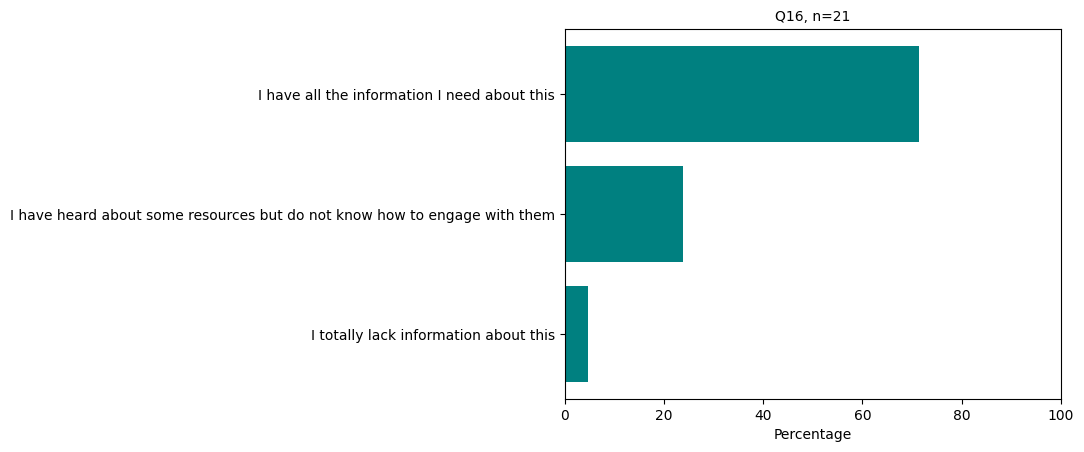 Q16, n=21
I have all the information I need about this
I have heard about some resources but do not know how to engage with them
I totally lack information about this
0 20 40 60 80 100
Percentage